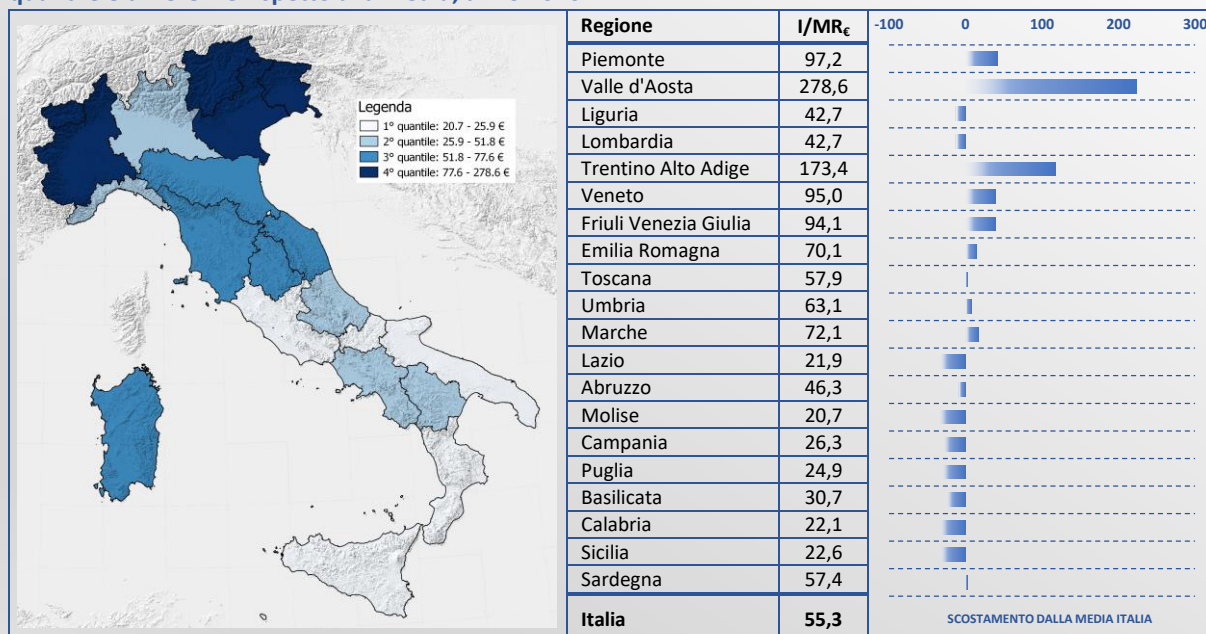 Legenda
1° quantile: 20.7 - 25.9 €
2° quantile: 25.9 - 51.8 €
3° quantile: 51.8 - 77.6 €
4° quantile: 77.6 - 278.6 €
Regione I/MR€ -100 0 100 200 300
Piemonte 97,2
Valle d'Aosta 278,6
Liguria 42,7
Lombardia 42,7
Trentino Alto Adige 173,4
Veneto 95,0
Friuli Venezia Giulia 94,1
Emilia Romagna 70,1
Toscana 57,9
Umbria 63,1
Marche 72,1
Lazio 21,9
Abruzzo 46,3
Molise 20,7
Campania 26,3
Puglia 24,9
Basilicata 30,7
Calabria 22,1
Sicilia 22,6
Sardegna 57,4
Italia 55,3 SCOSTAMENTO DALLA MEDIA ITALIA